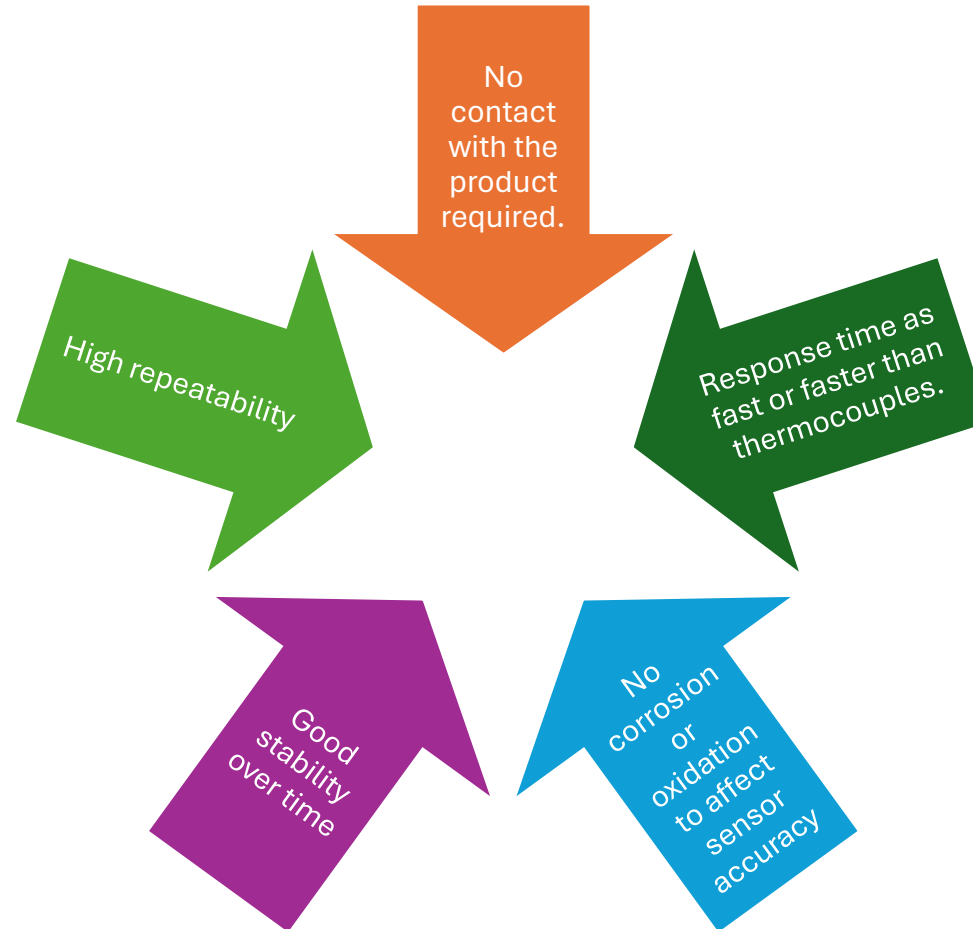 No
contact
with the
product
required.
Response time as
fast or faster than
thermocouples.
No
corrosion
or
oxidation
to affect
sensor
accuracy
Good
stability
over time
High repeatability